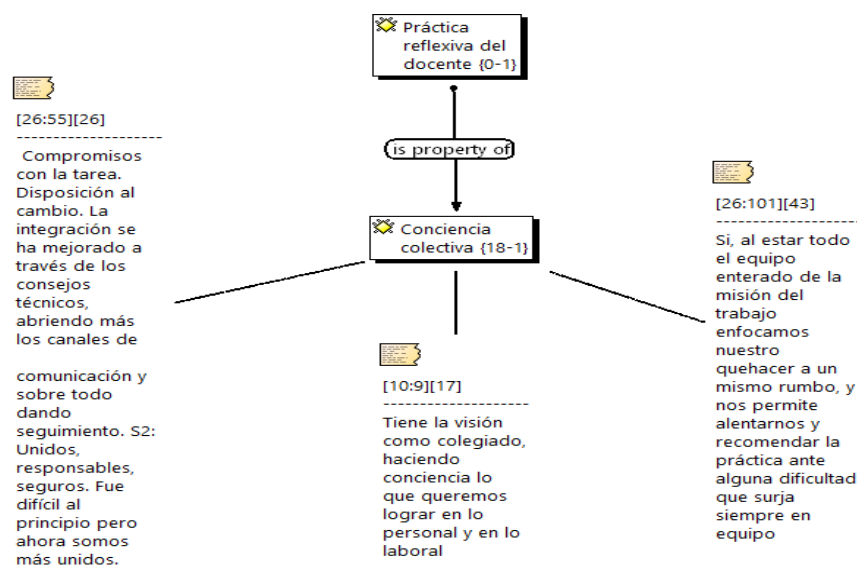 Práctica
reflexiva del
docente {0-1}
is property of
Conciencia
colectiva {18-1}
[26:55][26]
--------------------
Compromisos
con la tarea.
Disposición al
cambio. La
integración se
ha mejorado a
través de los
consejos
técnicos,
abriendo más
los canales de
comunicación y
sobre todo
dando
seguimiento. S2:
Unidos,
responsables,
seguros. Fue
difícil al
principio pero
ahora somos
más unidos.
[10:9][17]
--------------------
Tiene la visión
como colegiado,
haciendo
conciencia lo
que queremos
lograr en lo
personal y en lo
laboral
[26:101][43]
--------------------
Si, al estar todo
el equipo
enterado de la
misión del
trabajo
enfocamos
nuestro
quehacer a un
mismo rumbo, y
nos permite
alentarnos y
recomendar la
práctica ante
alguna dificultad
que surja
siempre en
equipo